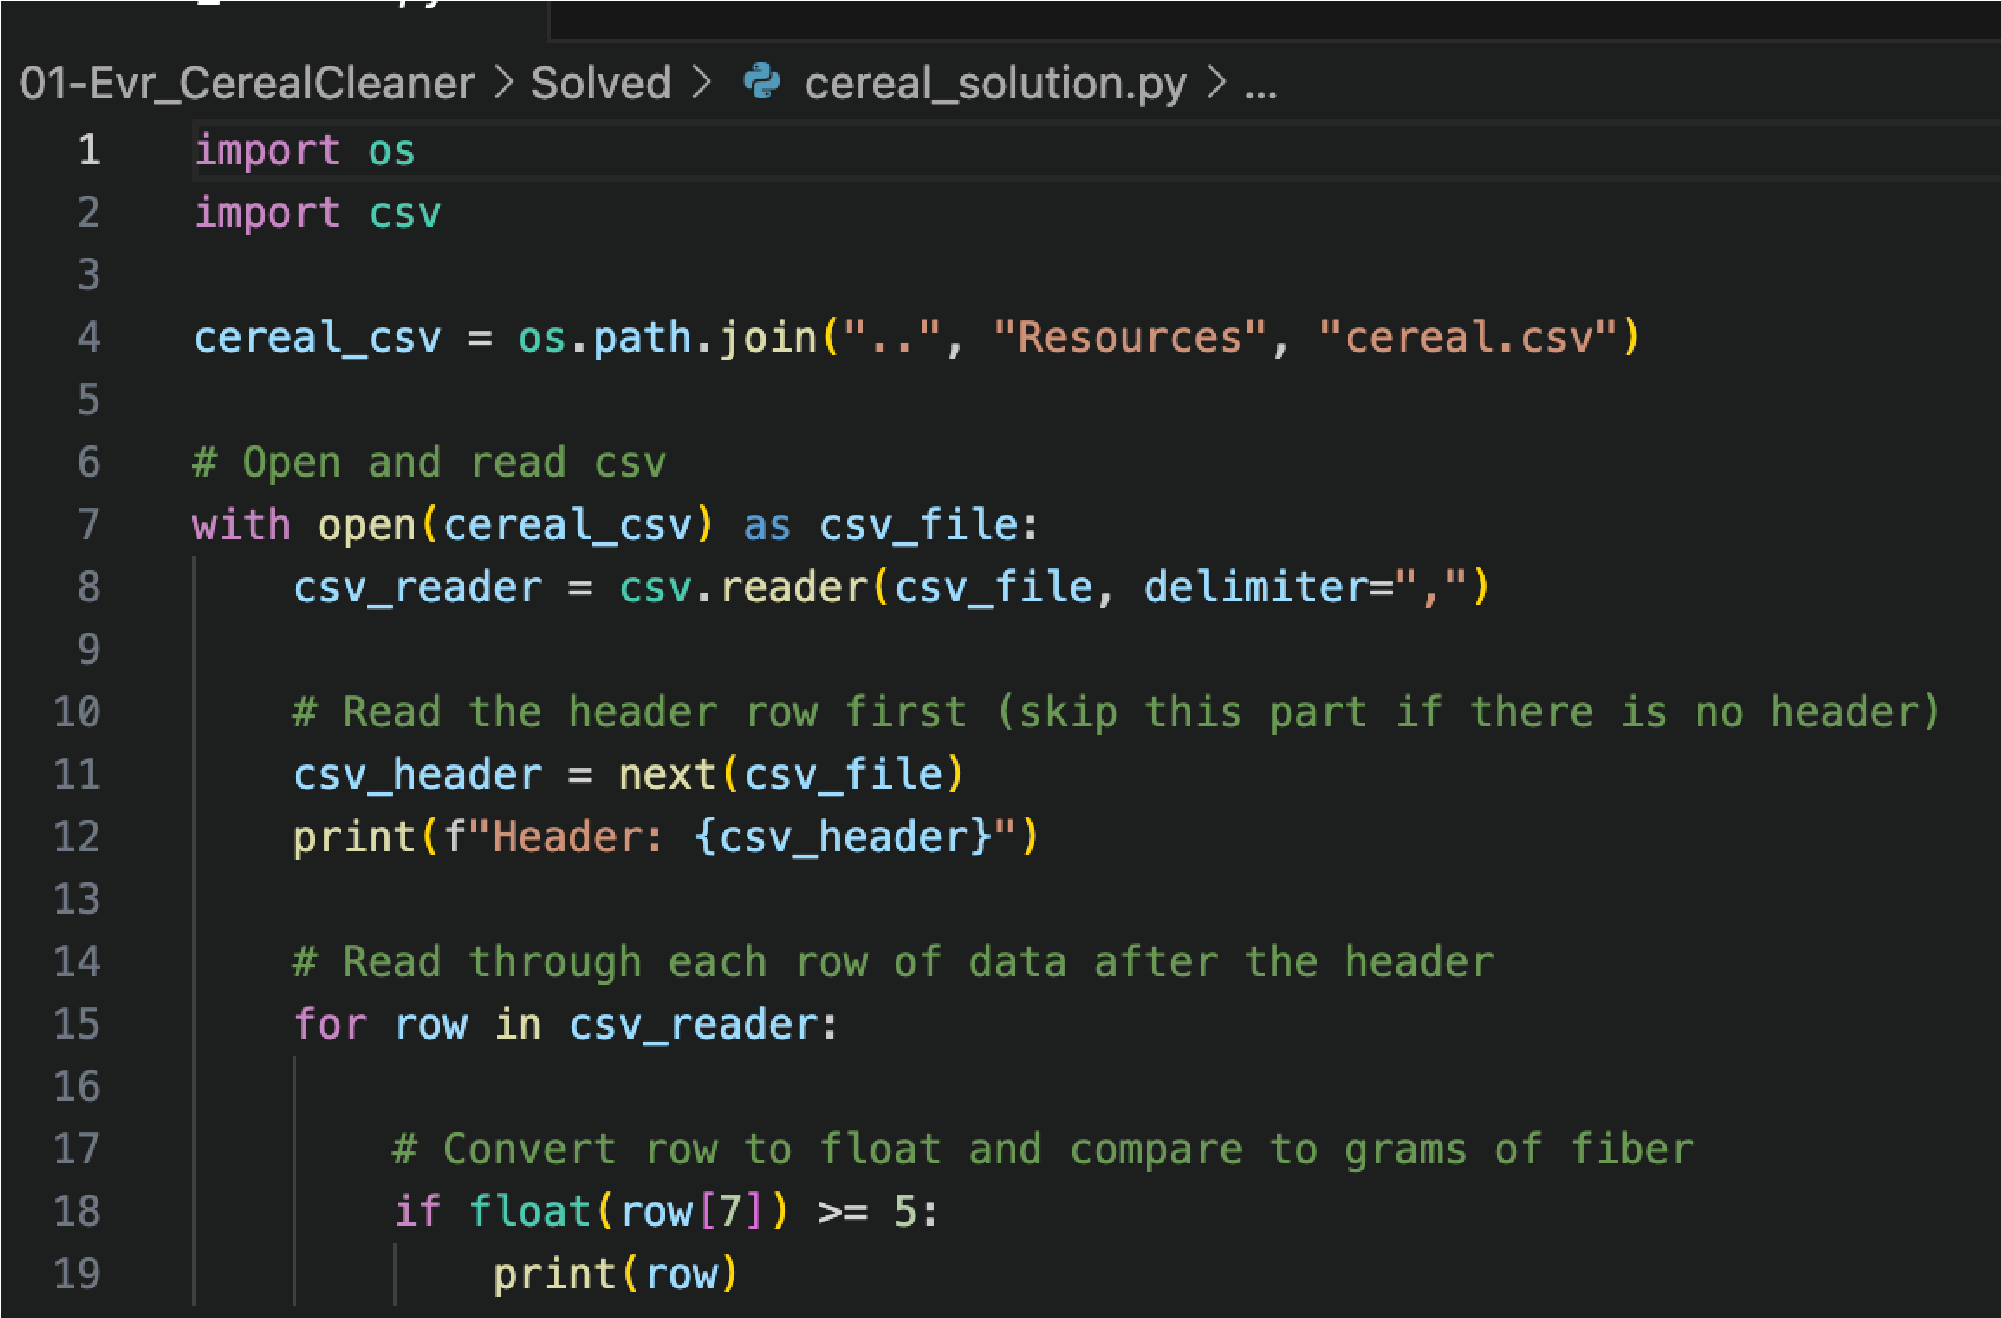 01-Evr_CerealCleaner > Solved > cereal_solution.py > ...
1 import os
2 import csv
3
4 cereal_csv = os.path.join("..", "Resources", "cereal.csv")
5
6 # Open and read csv
7 with open(cereal_csv) as csv_file:
8     csv_reader = csv.reader(csv_file, delimiter=",")
9
10     # Read the header row first (skip this part if there is no header)
11     csv_header = next(csv_file)
12     print(f"Header: {csv_header}")
13
14     # Read through each row of data after the header
15     for row in csv_reader:
16
17         # Convert row to float and compare to grams of fiber
18         if float(row[7]) >= 5:
19             print(row)